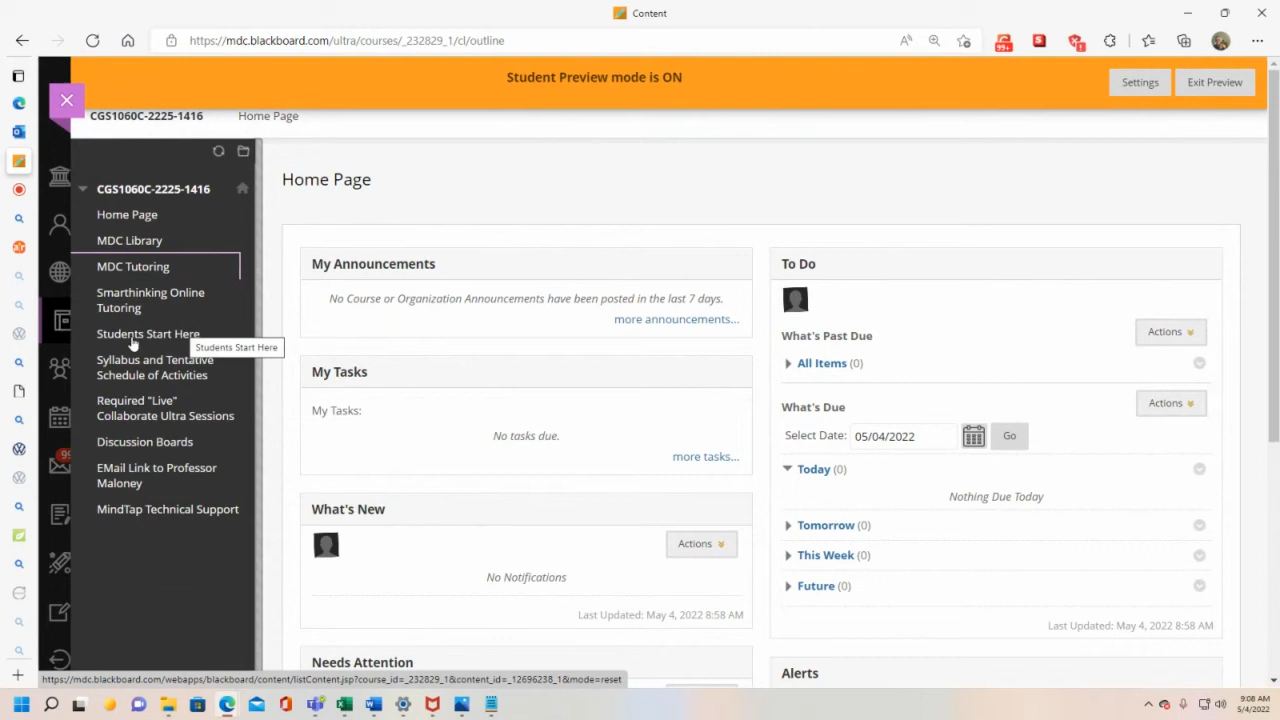 Content
https://mdc.blackboard.com/ultra/courses/_232829_1/cl/outline
99+
Student Preview mode is ON
Settings
Exit Preview
CGS1060C-2225-1416
Home Page
CGS1060C-2225-1416
Home Page
MDC Library
MDC Tutoring
Smarthinking Online
Tutoring
Students Start Here
Students Start Here
Syllabus and Tentative
Schedule of Activities
Required "Live"
Collaborate Ultra Sessions
Discussion Boards
EMail Link to Professor
Maloney
MindTap Technical Support
Home Page
My Announcements
No Course or Organization Announcements have been posted in the last 7 days.
more announcements...
My Tasks
My Tasks:
No tasks due.
more tasks...
What's New
Actions
No Notifications
Last Updated: May 4, 2022 8:58 AM
Needs Attention
To Do
What's Past Due
Actions
All Items (0)
What's Due
Actions
Select Date:
05/04/2022
Go
Today (0)
Nothing Due Today
Tomorrow (0)
This Week (0)
Future (0)
Last Updated: May 4, 2022 8:58 AM
Alerts
https://mdc.blackboard.com/webapps/blackboard/content/listContent.jsp?course_id=_232829_1&content_id=_12696238_1&mode=reset
9:08 AM
5/4/2022